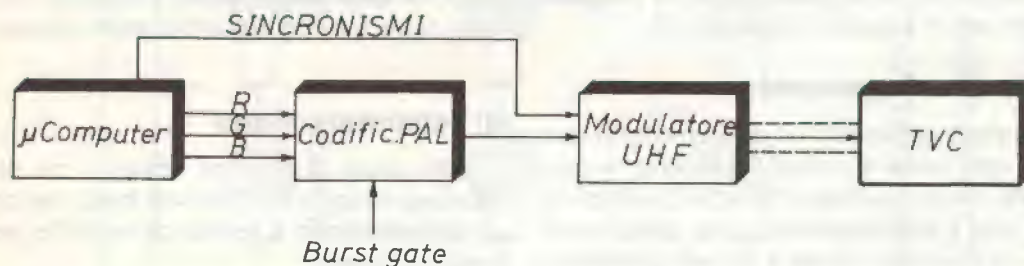 SINCRONISMI
µComputer
R
G
B
Codific.PAL
Modulatore
UHF
TVC
Burst gate